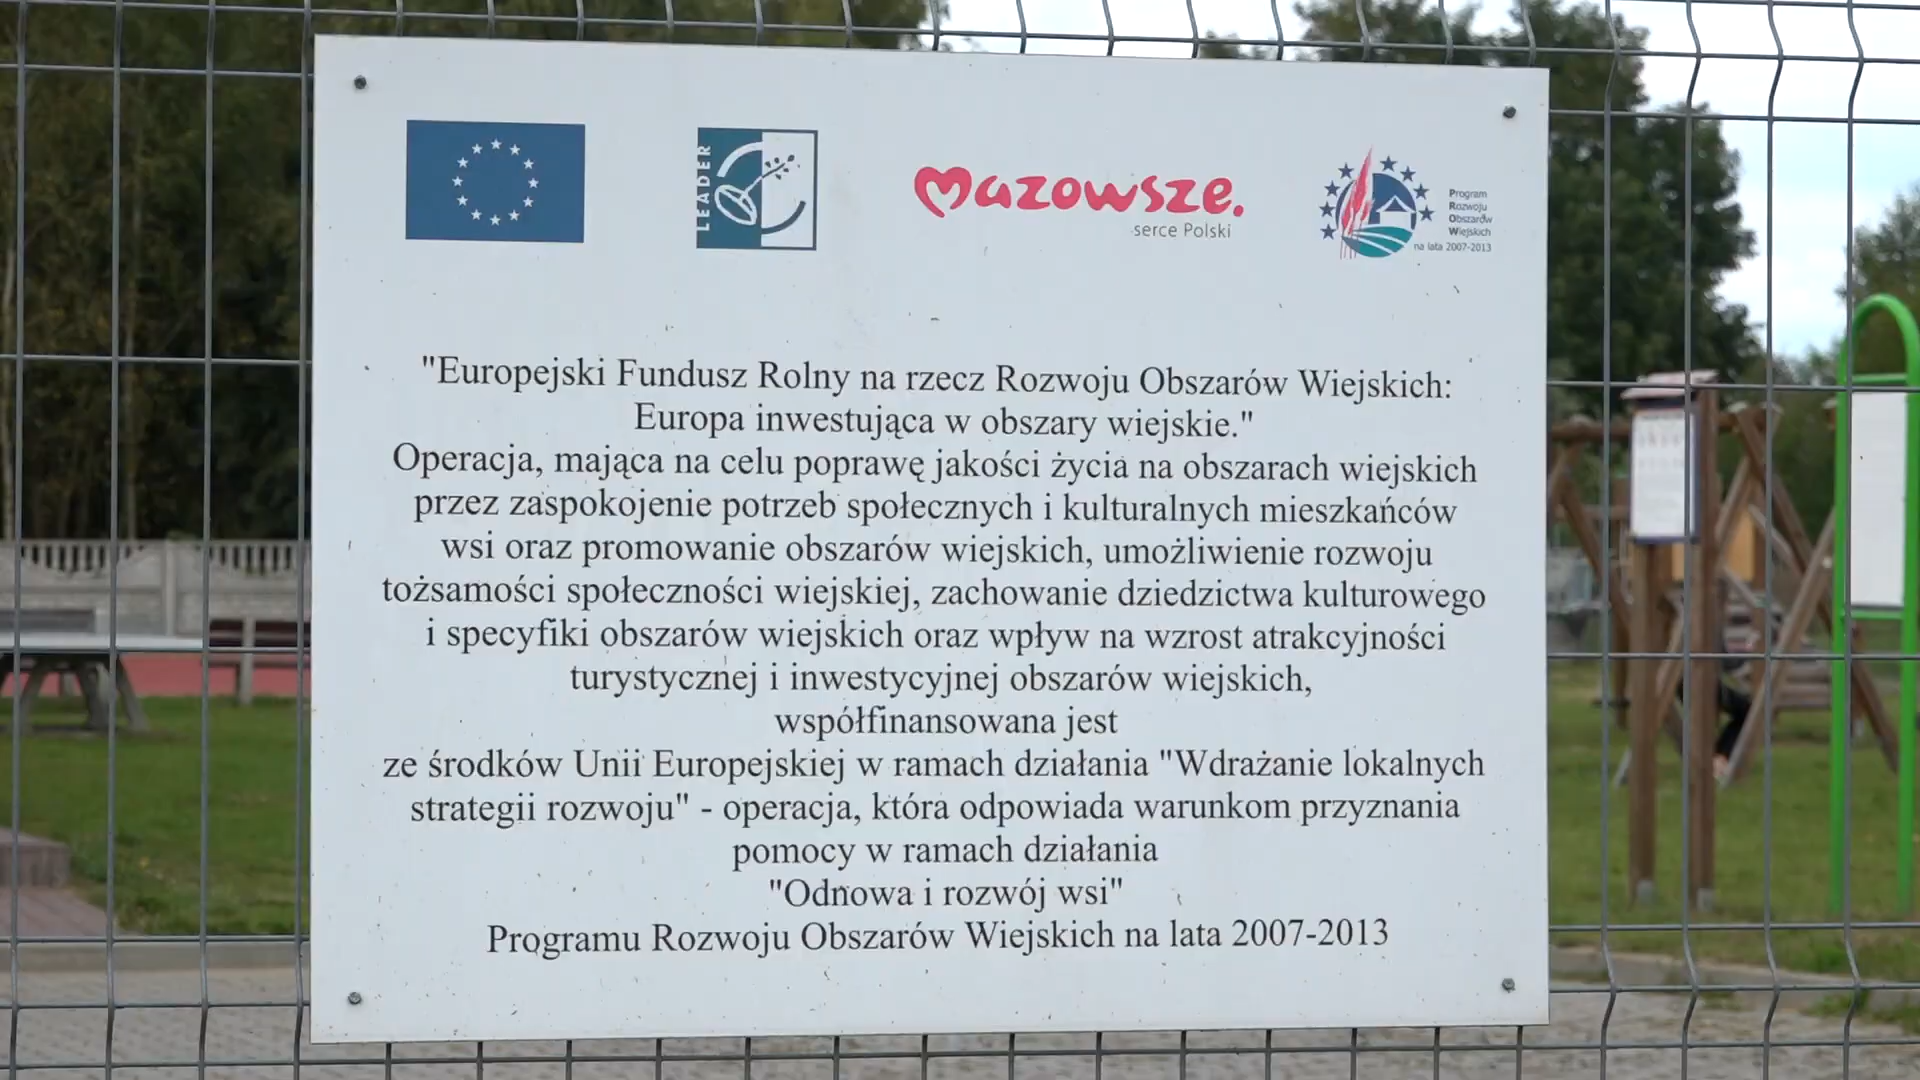 LEADER
mazowsze.
serce Polski
Program
Rozwoju
Obszarów
Wiejskich
na lata 2007-2013
"Europejski Fundusz Rolny na rzecz Rozwoju Obszarów Wiejskich:
Europa inwestująca w obszary wiejskie."
Operacja, mająca na celu poprawę jakości życia na obszarach wiejskich
przez zaspokojenie potrzeb społecznych i kulturalnych mieszkańców
wsi oraz promowanie obszarów wiejskich, umożliwienie rozwoju
tożsamości społeczności wiejskiej, zachowanie dziedzictwa kulturowego
i specyfiki obszarów wiejskich oraz wpływ na wzrost atrakcyjności
turystycznej i inwestycyjnej obszarów wiejskich,
współfinansowana jest
ze środków Unii Europejskiej w ramach działania "Wdrażanie lokalnych
strategii rozwoju" - operacja, która odpowiada warunkom przyznania
pomocy w ramach działania
"Odnowa i rozwój wsi"
Programu Rozwoju Obszarów Wiejskich na lata 2007-2013